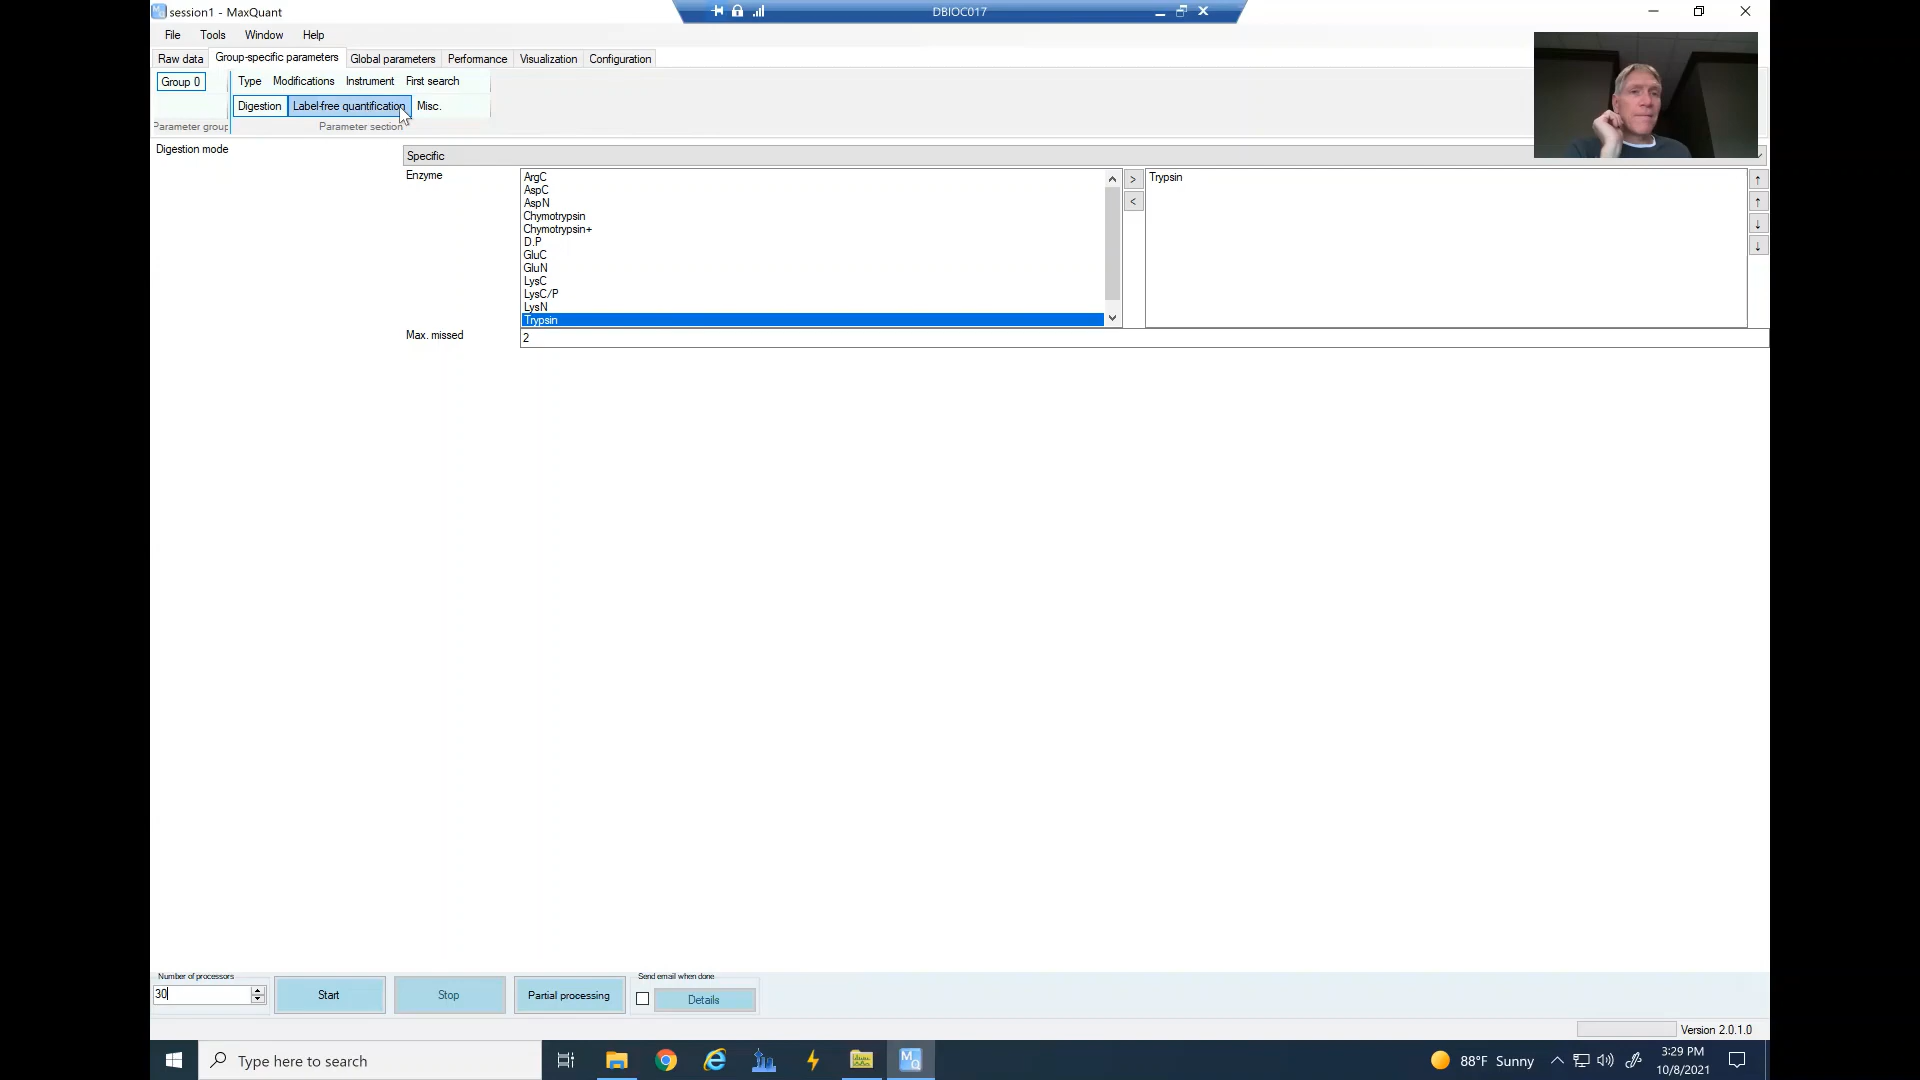 session1 - MaxQuant
DBIOC017
File Tools Window Help
Raw data Group-specific parameters Global parameters Performance Visualization Configuration
Group 0 Type Modifications Instrument First search
Digestion Label-free quantification Misc.
Parameter group Parameter section
Digestion mode Specific
Enzyme
ArgC
AspC
AspN
Chymotrypsin
Chymotrypsin+
D.P
GluC
GluN
LysC
LysC/P
LysN
Trypsin
> Trypsin
<
Max. missed 2
Number of processors
30
Start
Stop
Partial processing
Send email when done
Details
Version 2.0.1.0
Type here to search
88°F Sunny
3:29 PM
10/8/2021